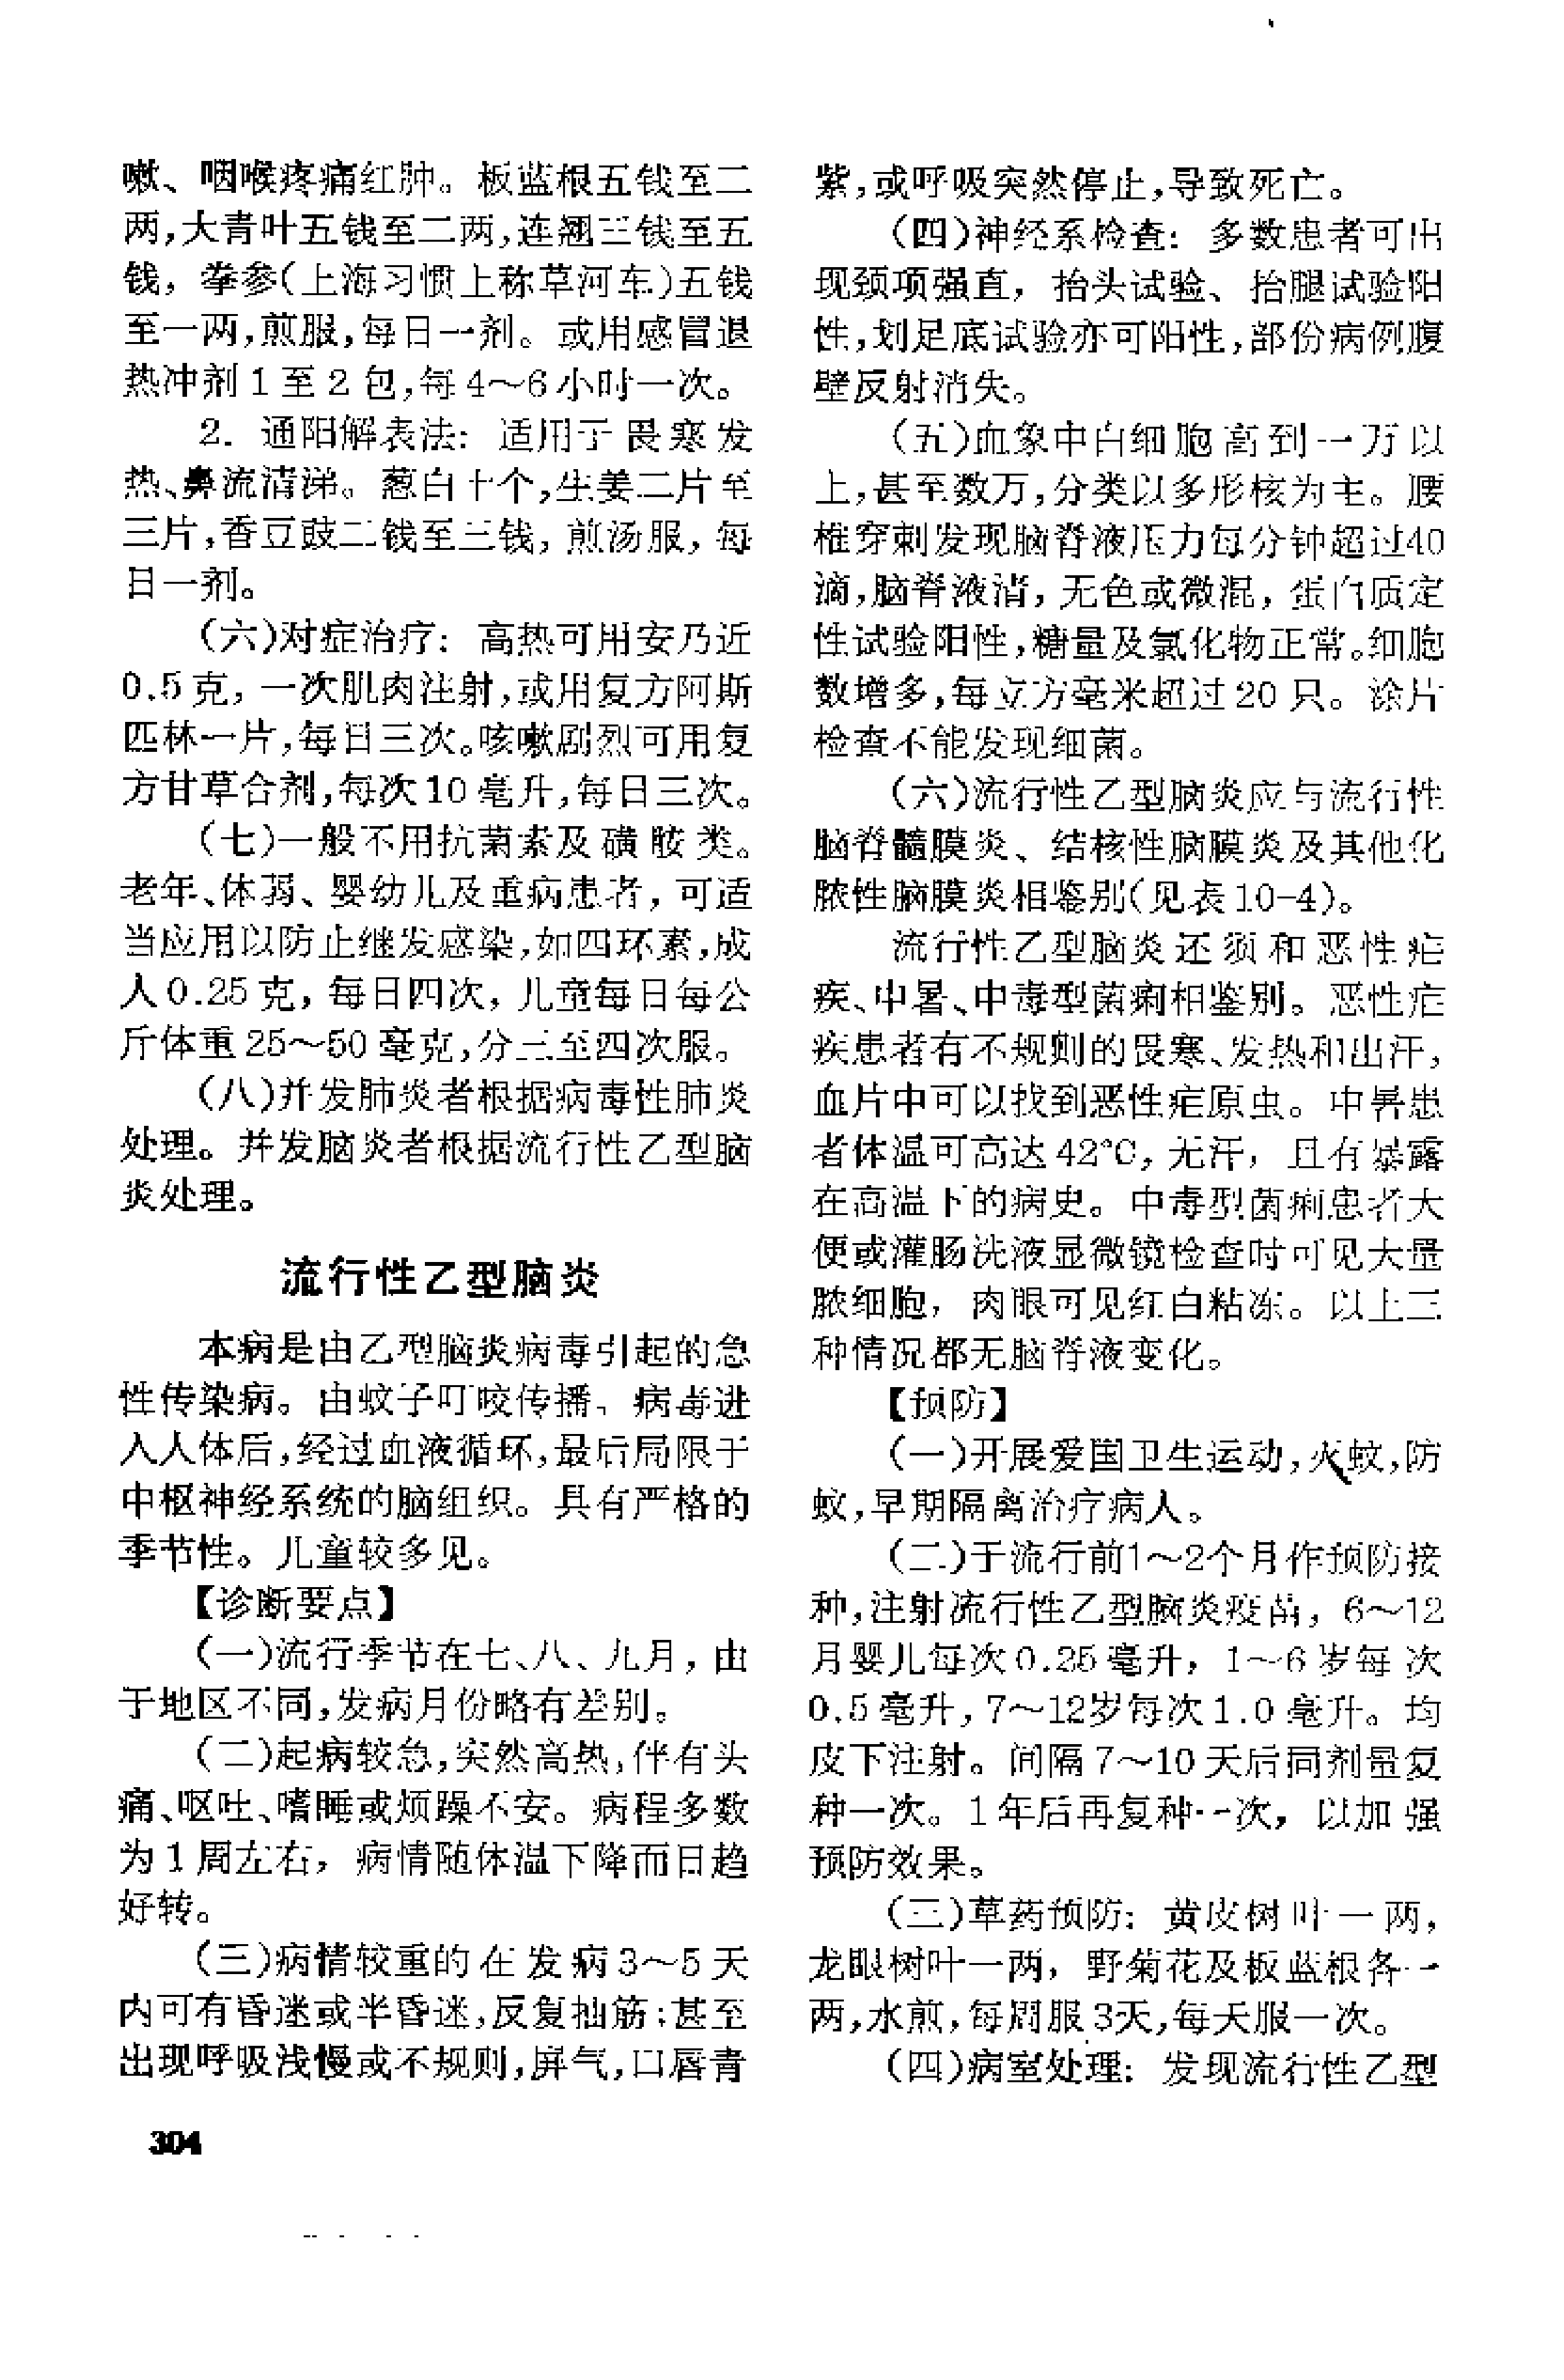 嗽、咽喉疼痛红肿。板蓝根五钱至二
两,大青叶五钱至二两,连翘三钱至五
钱，拳参(上海习惯上称草河车)五钱
至一两,煎服,每日一剂。或用感冒退
热冲剂1至2包,每4～6小时一次。
2．通阳解表法：适用于畏寒发
热、鼻流清涕。葱白十个,生姜二片至
三片,香豆豉二钱至三钱，煎汤服，每
日一剂。
(六)对症治疗：高热可用安乃近
0.5克，一次肌肉注射,或用复方阿斯
匹林一片,每日三次。咳嗽剧烈可用复
方甘草合剂,每次10毫升,每日三次。
(七)一般不用抗菌素及磺胺类。
老年、体弱、婴幼儿及重病患者，可适
当应用以防止继发感染,如四环素,成
人0.25克，每日四次，儿童每日每公
斤体重25～50毫克,分三至四次服。
(八)并发肺炎者根据病毒性肺炎
处理。并发脑炎者根据流行性乙型脑
炎处理。
流行性乙型脑炎
本病是由乙型脑炎病毒引起的急
性传染病。由蚊子叮咬传播。病毒进
入人体后,经过血液循环,最后局限于
中枢神经系统的脑组织。具有严格的
季节性。儿童较多见。
【诊断要点】
(一)流行季节在七、八、九月，由
于地区不同,发病月份略有差别。
(二)起病较急,突然高热,伴有头
痛、呕吐、嗜睡或烦躁不安。病程多数
为1周左右，病情随体温下降而日趋
好转。
(三)病情较重的在发病3～5天
内可有昏迷或半昏迷,反复抽筋;甚至
出现呼吸浅慢或不规则,屏气,口唇青
304
紫,或呼吸突然停止,导致死亡。
(四)神经系检查：多数患者可出
现颈项强直，抬头试验、抬腿试验阳
性,划足底试验亦可阳性,部份病例腹
壁反射消失。
(五)血象中白细胞高到一万以
上,甚至数万,分类以多形核为主。腰
椎穿刺发现脑脊液压力每分钟超过40
滴,脑脊液清，无色或微混，蛋白质定
性试验阳性,糖量及氯化物正常。细胞
数增多,每立方毫米超过20只。涂片
检查不能发现细菌。
(六)流行性乙型脑炎应与流行性
脑脊髓膜炎、结核性脑膜炎及其他化
脓性脑膜炎相鉴别(见表10-4)。
流行性乙型脑炎还须和恶性疟
疾、中暑、中毒型菌痢相鉴别。恶性疟
疾患者有不规则的畏寒、发热和出汗，
血片中可以找到恶性疟原虫。中暑患
者体温可高达42℃，无汗，且有暴露
在高温下的病史。中毒型菌痢患者大
便或灌肠洗液显微镜检查时可见大量
脓细胞，肉眼可见红白粘冻。以上三
种情况都无脑脊液变化。
【预防】
(一)开展爱国卫生运动,灭蚊,防
蚊,早期隔离治疗病人。
(二)于流行前1～2个月作预防接
种,注射流行性乙型脑炎疫苗，6～12
月婴儿每次0.25毫升，1～6岁每次
0.5毫升，7～12岁每次1.0毫升。均
皮下注射。间隔7～10天后同剂量复
种一次。1年后再复种一次，以加强
预防效果。
(三)草药预防：黄皮树叶一两，
龙眼树叶一两，野菊花及板蓝根各一
两,水煎,每周服3天,每天服一次。
(四)病室处理：发现流行性乙型